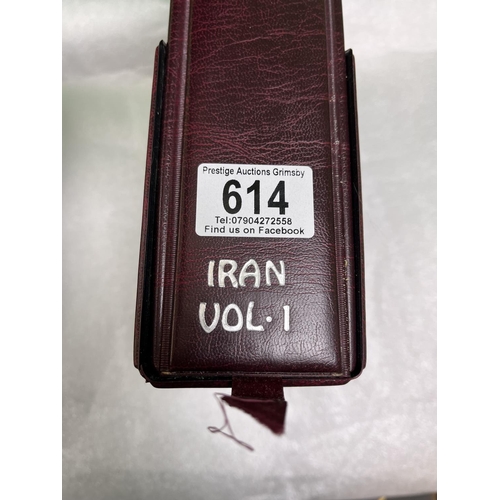 Prestige Auctions Grimsby
614
Tel:07904272558
Find us on Facebook
IRAN
VOL·1